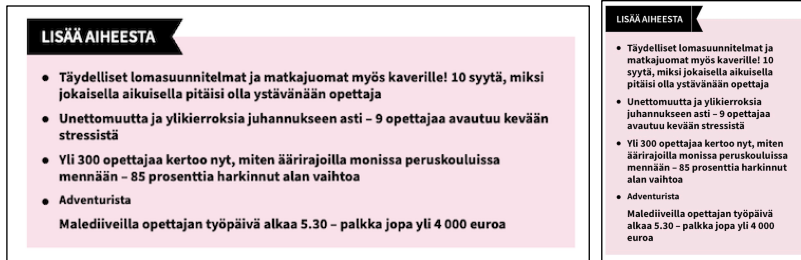 LISÄÄ AIHEESTA
• Täydelliset lomasuunnitelmat ja matkajuomat myös kaverille! 10 syytä, miksi
jokaisella aikuisella pitäisi olla ystävänään opettaja
• Unettomuutta ja ylikierroksia juhannukseen asti – 9 opettajaa avautuu kevään
stressistä
• Yli 300 opettajaa kertoo nyt, miten äärirajoilla monissa peruskouluissa
mennään – 85 prosenttia harkinnut alan vaihtoa
• Adventurista
Malediiveilla opettajan työpäivä alkaa 5.30 – palkka jopa yli 4 000 euroa
LISÄÄ AIHEESTA
• Täydelliset lomasuunnitelmat ja
matkajuomat myös kaverille! 10
syytä, miksi jokaisella aikuisella
pitäisi olla ystävänään opettaja
• Unettomuutta ja ylikierroksia
juhannukseen asti – 9 opettajaa
avautuu kevään stressistä
• Yli 300 opettajaa kertoo nyt, miten
äärirajoilla monissa peruskouluissa
mennään – 85 prosenttia harkinnut
alan vaihtoa
• Adventurista
Malediiveilla opettajan työpäivä
alkaa 5.30 – palkka jopa yli 4 000
euroa